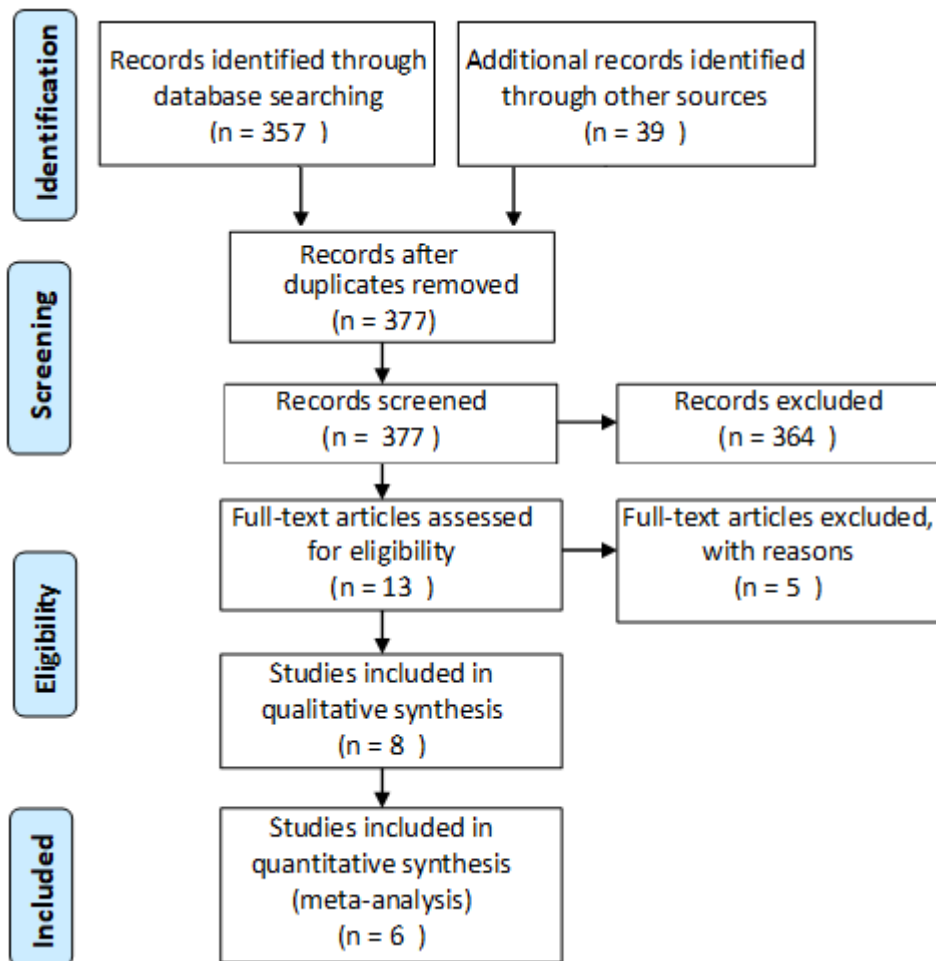 Identification
Records identified through
database searching
(n = 357  )
Additional records identified
through other sources
(n = 39  )
Screening
Records after
duplicates removed
(n = 377)
Records screened
(n =  377 )
Records excluded
(n = 364  )
Eligibility
Full-text articles assessed
for eligibility
(n = 13  )
Full-text articles excluded,
with reasons
(n = 5  )
Studies included in
qualitative synthesis
(n = 8  )
Included
Studies included in
quantitative synthesis
(meta-analysis)
(n = 6  )